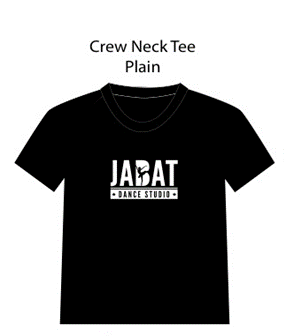 Crew Neck Tee
Plain
JABAT
DANCE STUDIO